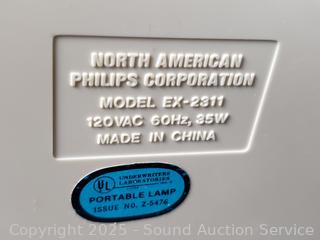 NORTH AMERICAN
PHILIPS CORPORATION
MODEL EX-2311
120VAC 60Hz, 35W
MADE IN CHINA
UL
UNDERWRITERS
LABORATORIES
PORTABLE LAMP
ISSUE NO. Z-5476
Copyright 2025 - Sound Auction Service